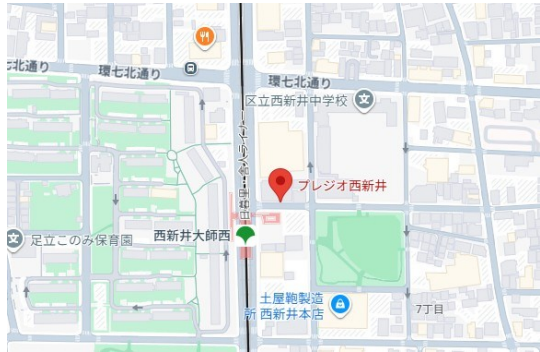 七北通り
環七北通り
環七北通り
区立西新井中学校
日暮里・舎人ライナー
プレジオ西新井
西新井大師西
足立このみ保育園
土屋鞄製造
所 西新井本店
7丁目